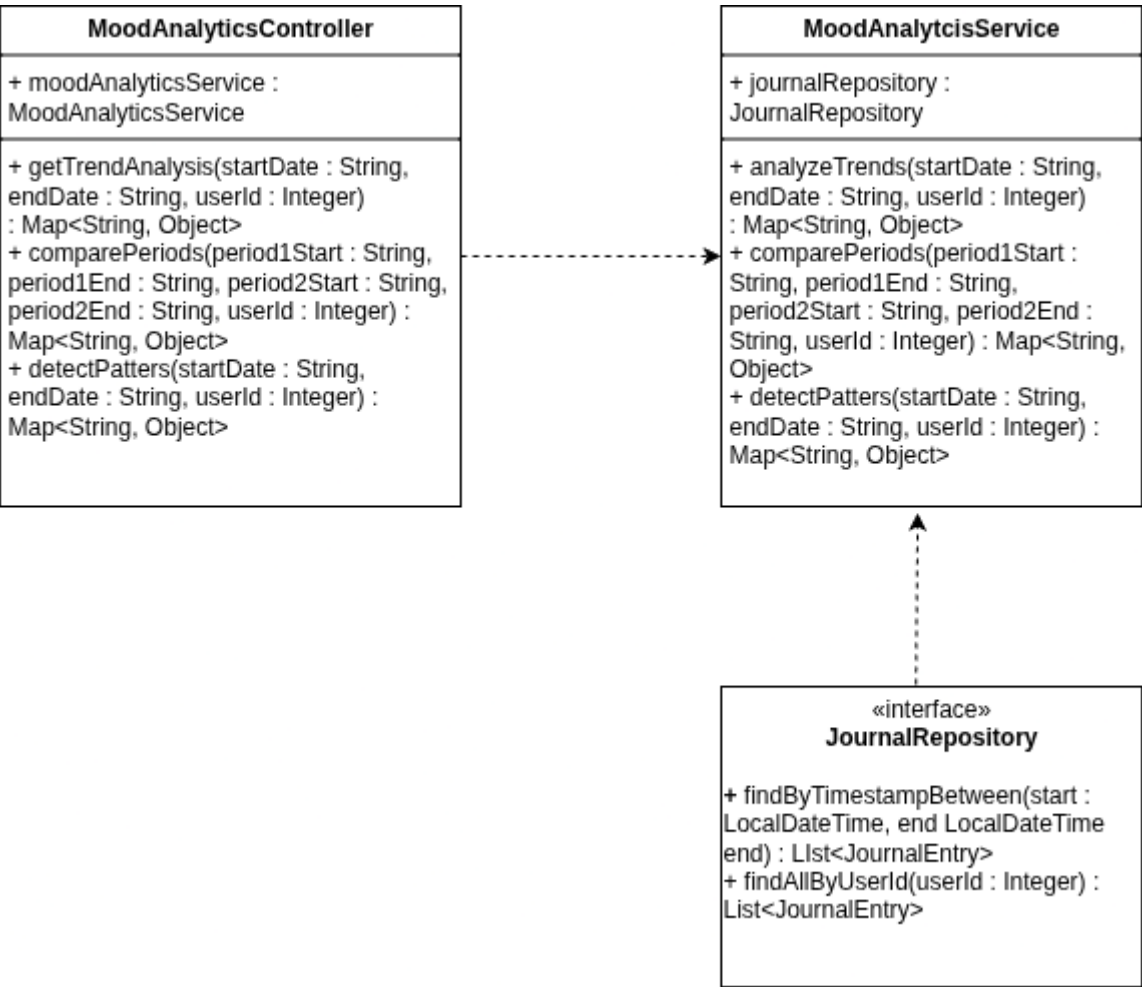 MoodAnalyticsController
+ moodAnalyticsService :
MoodAnalyticsService
+ getTrendAnalysis(startDate : String,
endDate : String, userId : Integer)
: Map<String, Object>
+ comparePeriods(period1Start : String,
period1End : String, period2Start : String,
period2End : String, userId : Integer) :
Map<String, Object>
+ detectPatters(startDate : String,
endDate : String, userId : Integer) :
Map<String, Object>
MoodAnalytcisService
+ journalRepository :
JournalRepository
+ analyzeTrends(startDate : String,
endDate : String, userId : Integer)
: Map<String, Object>
+ comparePeriods(period1Start :
String, period1End : String,
period2Start : String, period2End :
String, userId : Integer) : Map<String,
Object>
+ detectPatters(startDate : String,
endDate : String, userId : Integer) :
Map<String, Object>
«interface»
JournalRepository
+ findByTimestampBetween(start :
LocalDateTime, end LocalDateTime
end) : LIst<JournalEntry>
+ findAllByUserId(userId : Integer) :
List<JournalEntry>